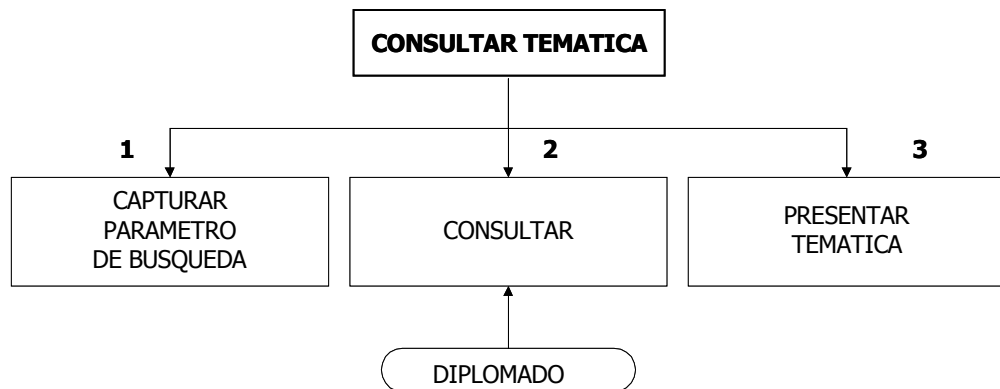 CONSULTAR TEMATICA
1
2
3
CAPTURAR
PARAMETRO
DE BUSQUEDA
CONSULTAR
PRESENTAR
TEMATICA
DIPLOMADO